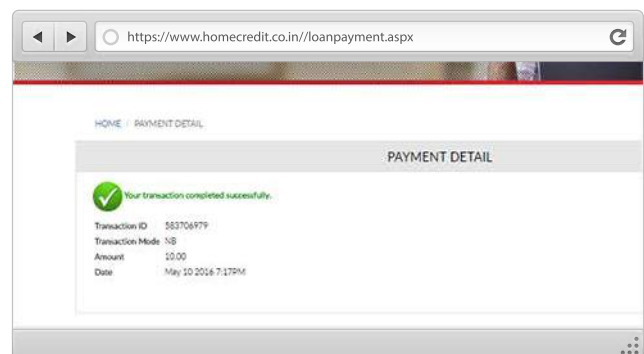 https://www.homecredit.co.in//loanpayment.aspx
HOME / PAYMENT DETAIL
PAYMENT DETAIL
Your transaction completed successfully.
Transaction ID 583706979
Transaction Mode NB
Amount 10.00
Date May 10 2016 7:17PM